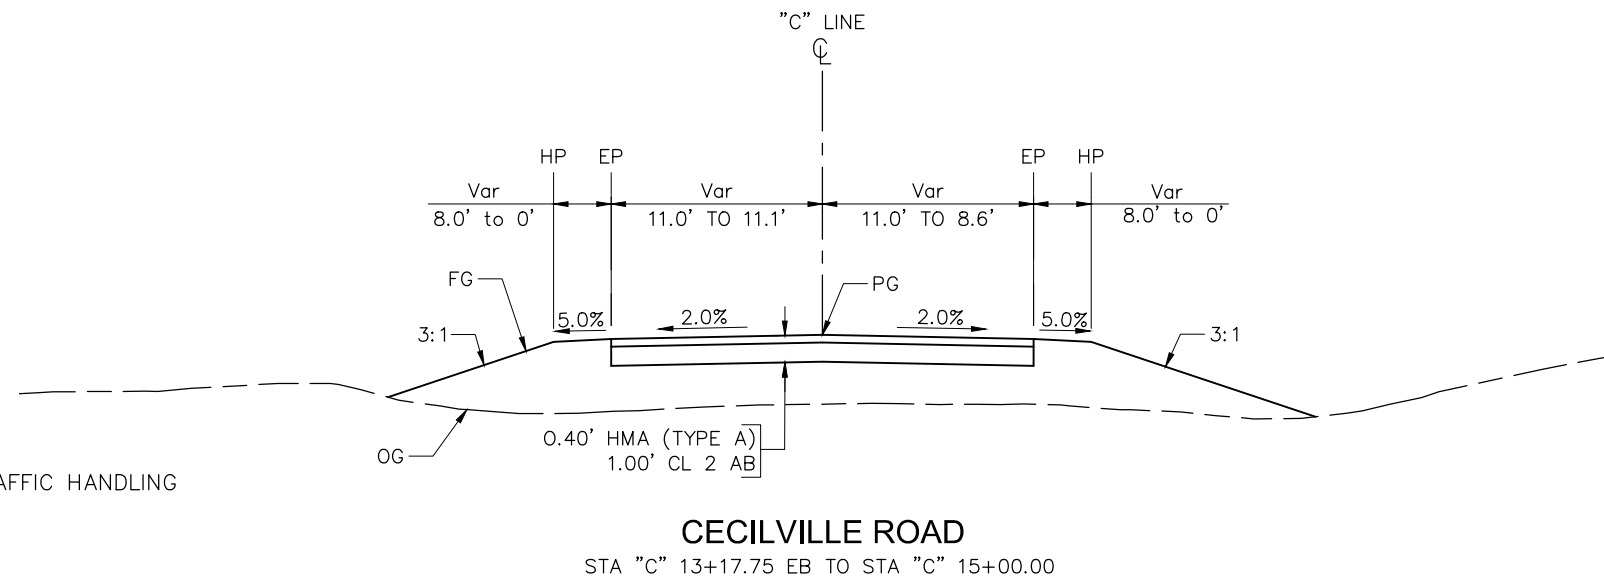 "C" LINE
℄
HP EP EP HP
Var Var Var Var
8.0' to 0' 11.0' TO 11.1' 11.0' TO 8.6' 8.0' to 0'
FG PG
5.0% 2.0% 2.0% 5.0%
3:1 3:1
0.40' HMA (TYPE A)
1.00' CL 2 AB
OG
AFFIC HANDLING
CECILVILLE ROAD
STA "C" 13+17.75 EB TO STA "C" 15+00.00